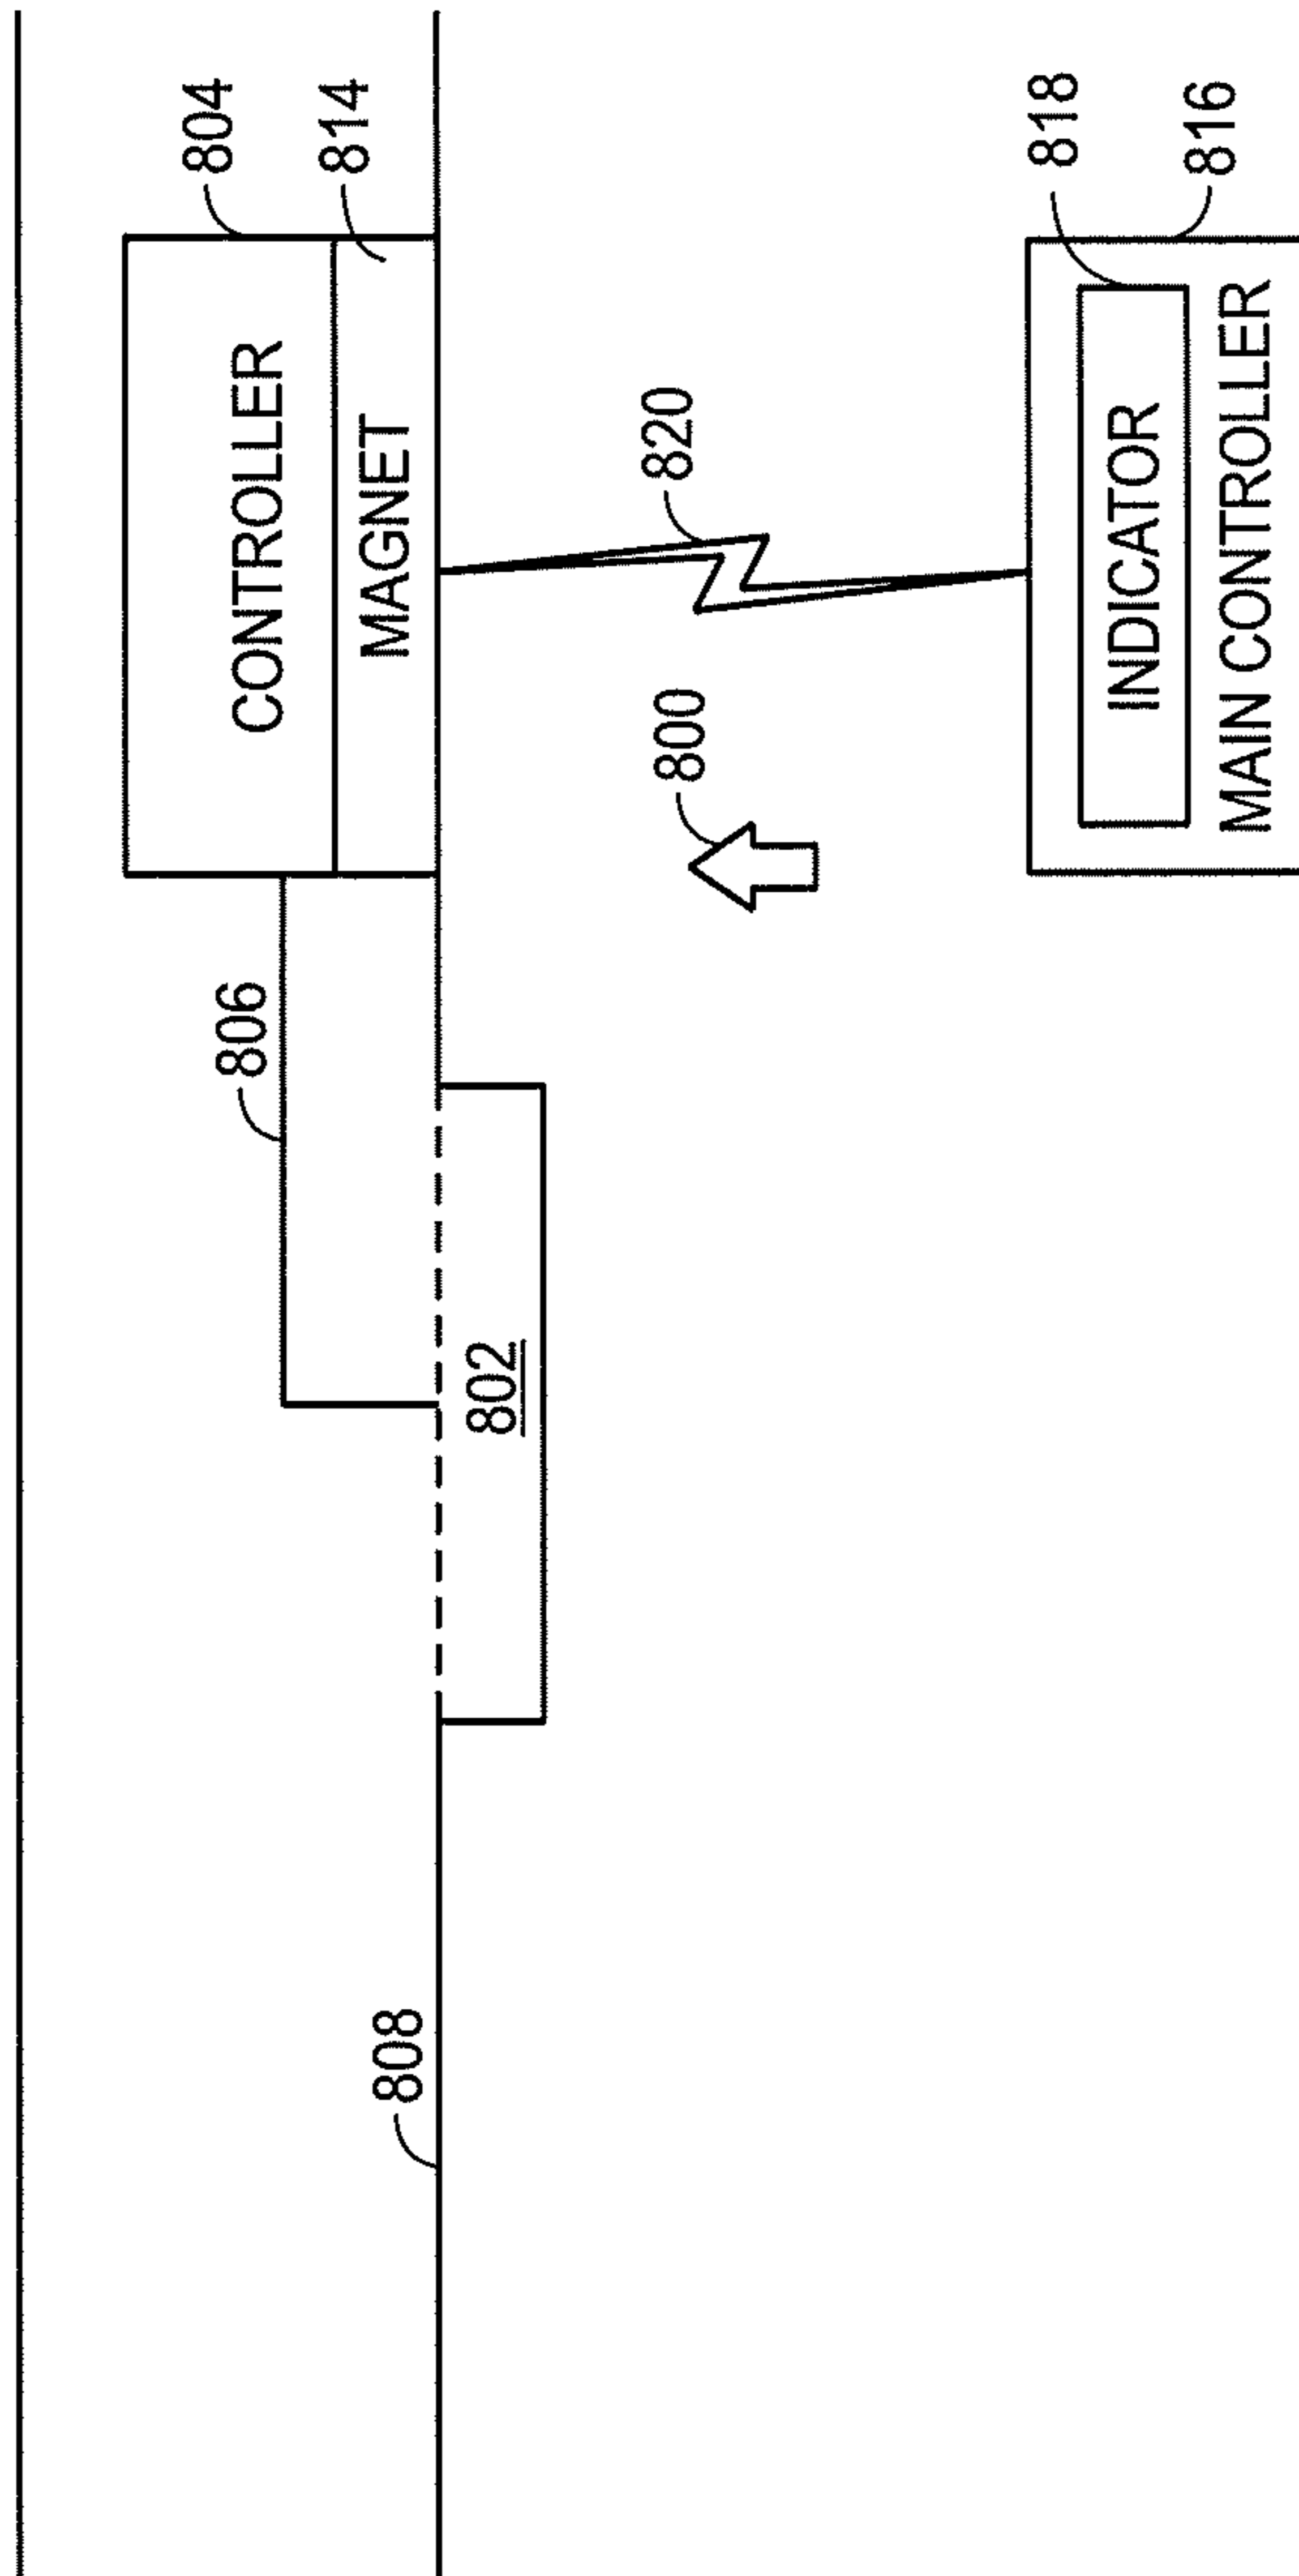 804
806
CONTROLLER
814
MAGNET
808
802
820
800
818
INDICATOR
816
MAIN CONTROLLER